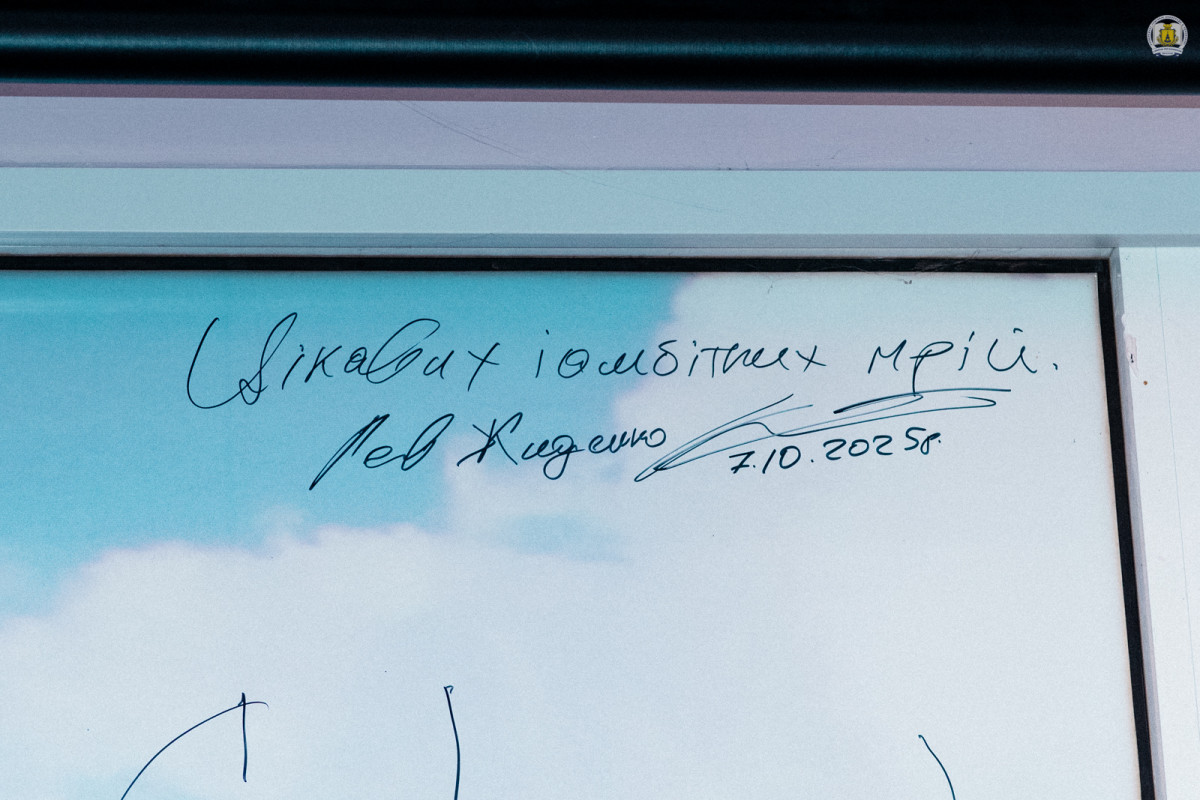 Цікавих і амбітних мрій.
Лев Жиденко
7.10.2025р.